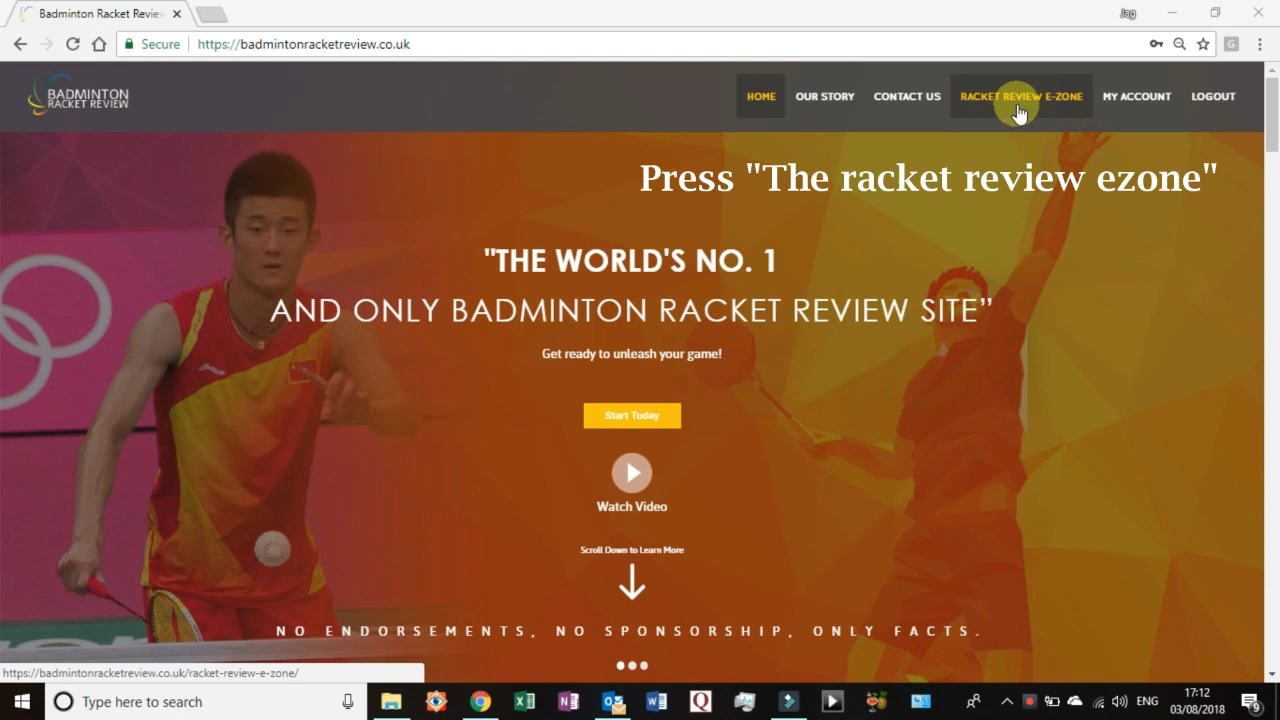 Badminton Racket Review
Jag
Secure
https://badmintonracketreview.co.uk
G
BADMINTON
RACKET REVIEW
HOME
OUR STORY
CONTACT US
RACKET REVIEW E-ZONE
MY ACCOUNT
LOGOUT
Press "The racket review ezone"
"THE WORLD'S NO. 1
AND ONLY BADMINTON RACKET REVIEW SITE”
Get ready to unleash your game!
Start Today
Watch Video
Scroll Down to Learn More
NO ENDORSEMENTS, NO SPONSORSHIP, ONLY FACTS.
https://badmintonracketreview.co.uk/racket-review-e-zone/
Type here to search
ENG
17:12
03/08/2018
9